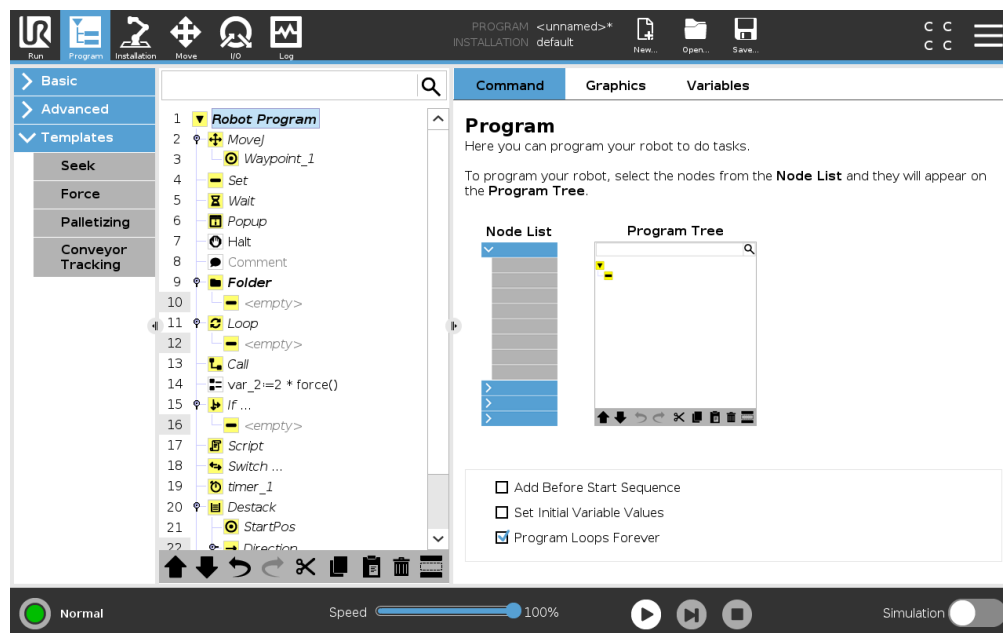 PROGRAM <unnamed>*
INSTALLATION default
Run
Program
Installation
Move
I/O
Log
New...
Open...
Save...
C C
C C
Basic
Advanced
Templates
Seek
Force
Palletizing
Conveyor
Tracking
1 Robot Program
2 MoveJ
3 Waypoint_1
4 Set
5 Wait
6 Popup
7 Halt
8 Comment
9 Folder
10 <empty>
11 Loop
12 <empty>
13 Call
14 var_2:=2 * force()
15 If ...
16 <empty>
17 Script
18 Switch ...
19 timer_1
20 Destack
21 StartPos
22 Direction
Command
Graphics
Variables
Program
Here you can program your robot to do tasks.
To program your robot, select the nodes from the Node List and they will appear on
the Program Tree.
Node List
Program Tree
Add Before Start Sequence
Set Initial Variable Values
Program Loops Forever
Normal
Speed
100%
Simulation